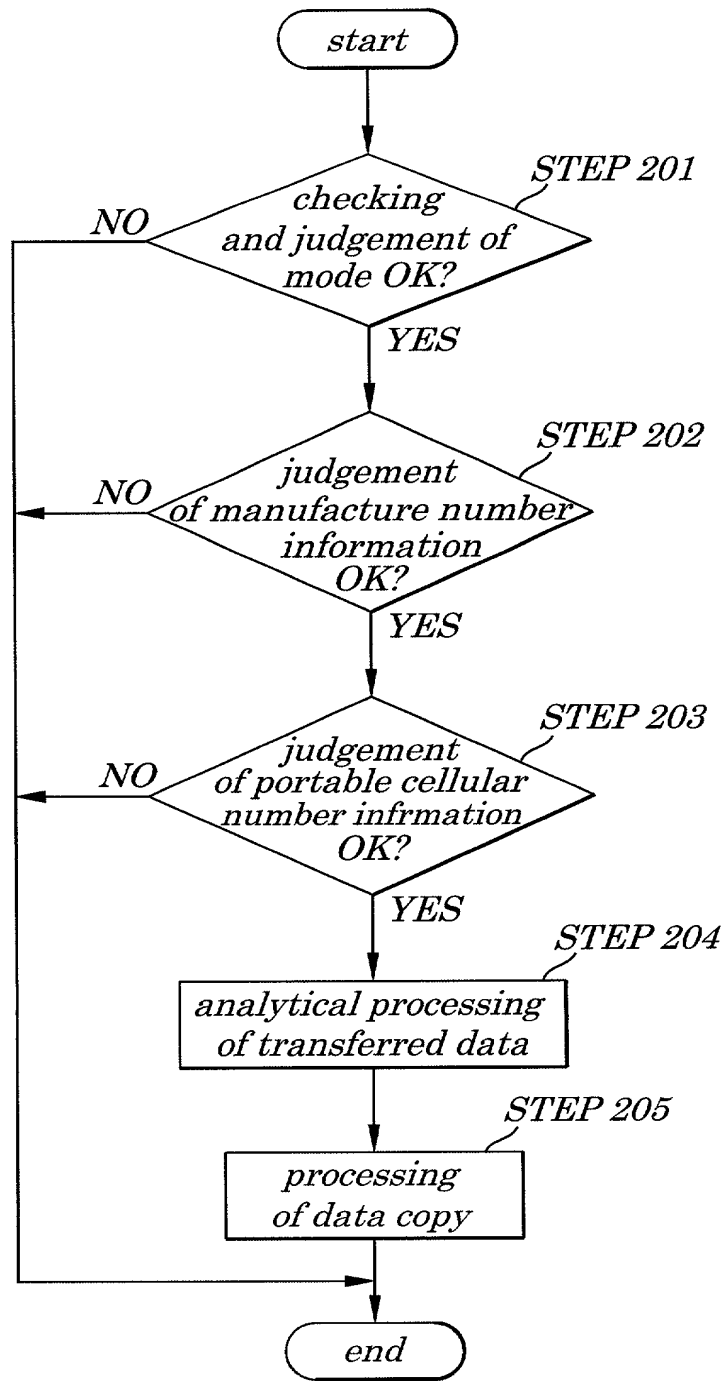 start
STEP 201
checking
and judgement of
mode OK?
NO
YES
STEP 202
judgement
of manufacture number
information
OK?
NO
YES
STEP 203
judgement
of portable cellular
number infrmation
OK?
NO
YES
STEP 204
analytical processing
of transferred data
STEP 205
processing
of data copy
end